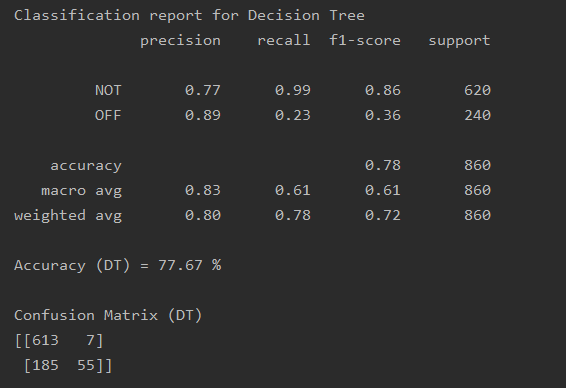 Classification report for Decision Tree
precision recall f1-score support
NOT 0.77 0.99 0.86 620
OFF 0.89 0.23 0.36 240
accuracy 0.78 860
macro avg 0.83 0.61 0.61 860
weighted avg 0.80 0.78 0.72 860
Accuracy (DT) = 77.67 %
Confusion Matrix (DT)
[[613 7]
[185 55]]